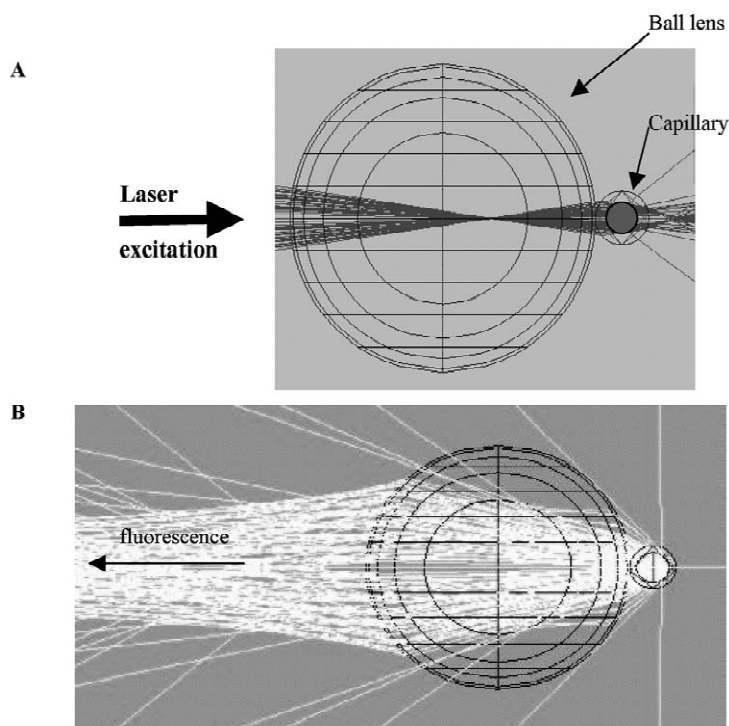 Ball lens
A
Capillary
Laser
excitation
B
fluorescence